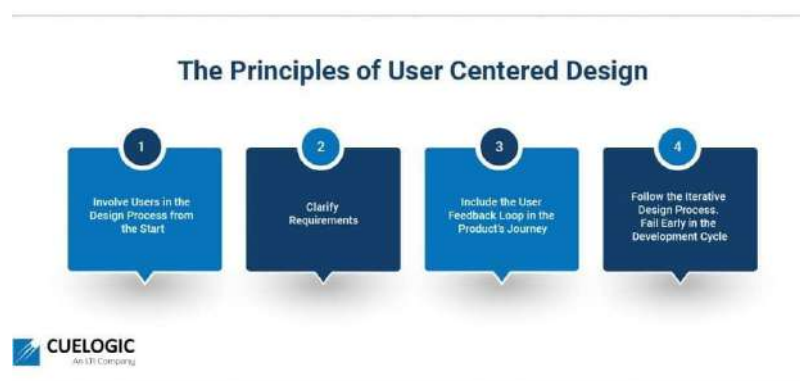 The Principles of User Centered Design
1
Involve Users in the
Design Process from
the Start
2
Clarify
Requirements
3
Include the User
Feedback Loop in the
Product's Journey
4
Follow the Iterative
Design Process.
Fail Early in the
Development Cycle
CUELOGIC
An LTI Company